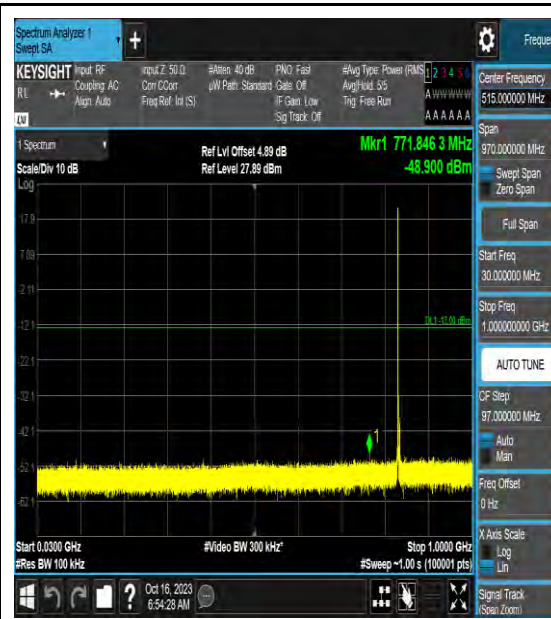 Spectrum Analyzer 1
Swept SA
+
Freque
KEYSIGHT Input: RF Input Z: 50 Ω #Atten: 40 dB PNO: Fast #Avg Type: Power (RMS 1 2 3 4 5 6
RL Coupling: AC Corr CCorr µW Path: Standard Gate: Off Avg|Hold: 5/5 A W W W W W
Align: Auto Freq Ref: Int (S) IF Gain: Low Trig: Free Run
Sig Track: Off A A A A A A
1 Spectrum
Ref Lvl Offset 4.89 dB Mkr1 771.846 3 MHz
Scale/Div 10 dB Ref Level 27.89 dBm -48.900 dBm
Log
17.9
7.89
-2.11
-12.1
DL1 -13.00 dBm
-22.1
-32.1
-42.1
1
-52.1
-62.1
Start 0.0300 GHz #Video BW 300 kHz* Stop 1.0000 GHz
#Res BW 100 kHz #Sweep ~1.00 s (100001 pts)
Center Frequency
515.000000 MHz
Span
970.000000 MHz
Swept Span
Zero Span
Full Span
Start Freq
30.000000 MHz
Stop Freq
1.000000000 GHz
AUTO TUNE
CF Step
97.000000 MHz
Auto
Man
Freq Offset
0 Hz
X Axis Scale
Log
Lin
Signal Track
(Span Zoom)
? Oct 16, 2023
6:54:28 AM